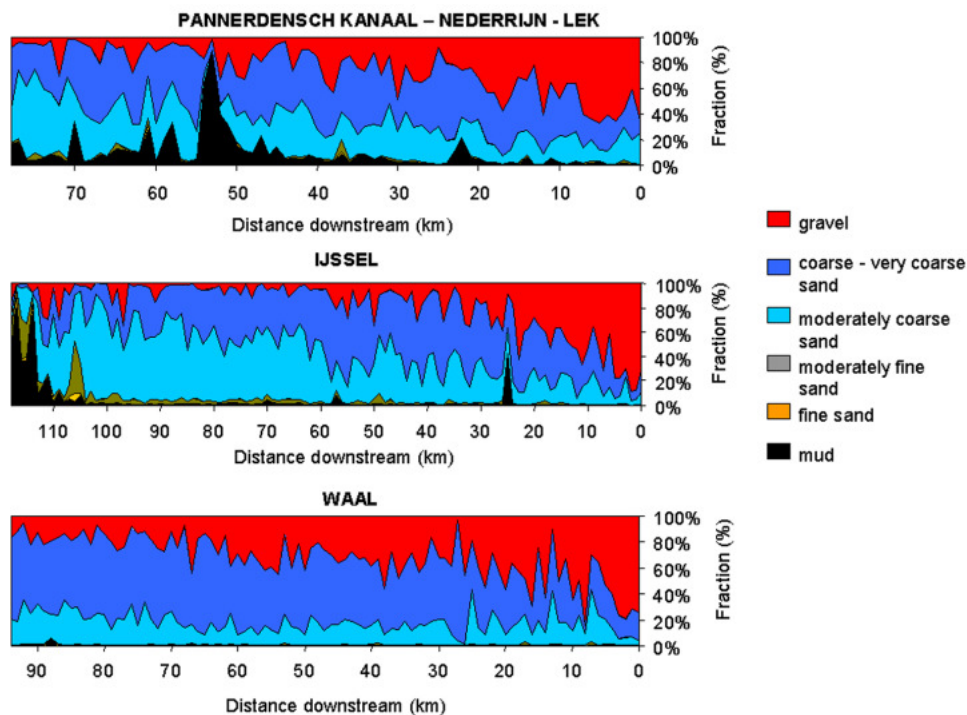 PANNERDENSCH KANAAL – NEDERRIJN - LEK
100%
80%
60%
40%
20%
0%
Fraction (%)
70 60 50 40 30 20 10 0
Distance downstream (km)
IJSSEL
100%
80%
60%
40%
20%
0%
Fraction (%)
110 100 90 80 70 60 50 40 30 20 10 0
Distance downstream (km)
WAAL
100%
80%
60%
40%
20%
0%
Fraction (%)
90 80 70 60 50 40 30 20 10 0
Distance downstream (km)
gravel
coarse - very coarse
sand
moderately coarse
sand
moderately fine
sand
fine sand
mud